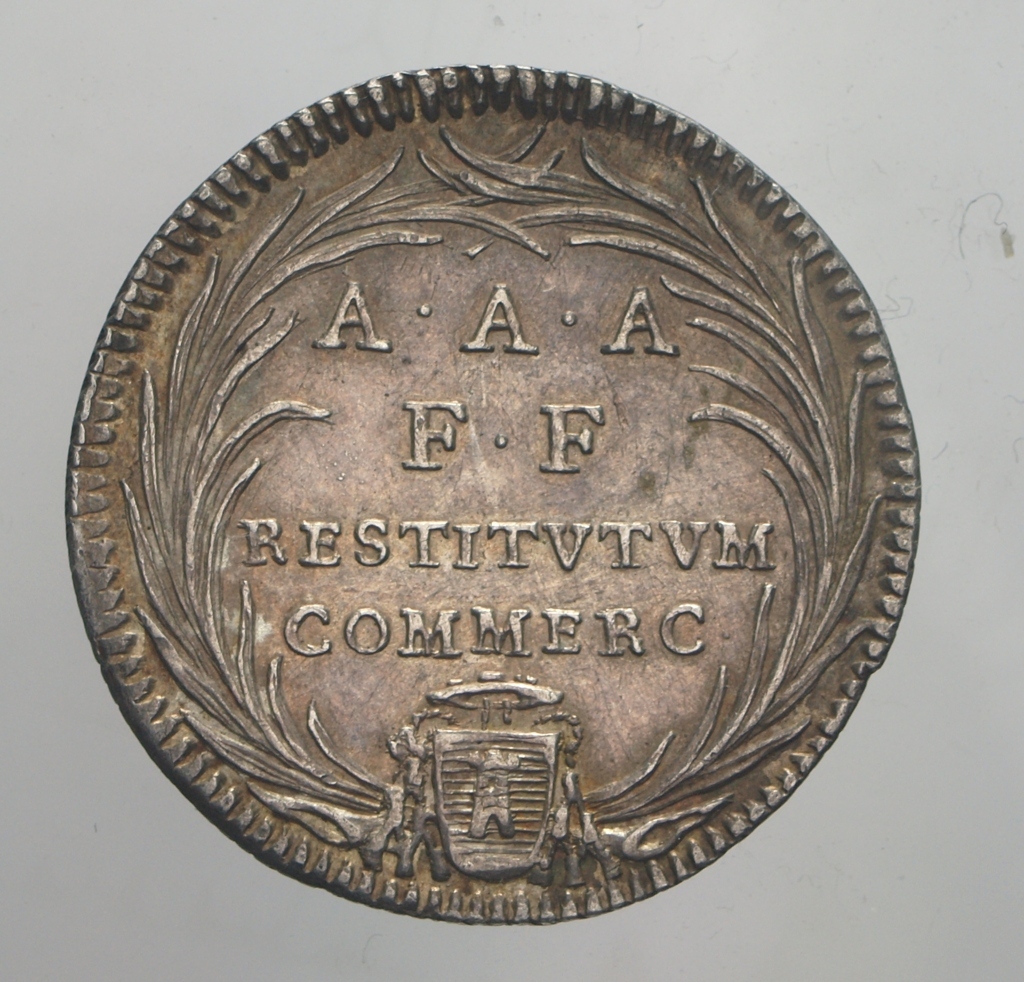 A · A · A
F · F
RESTITVTVM
COMMERC